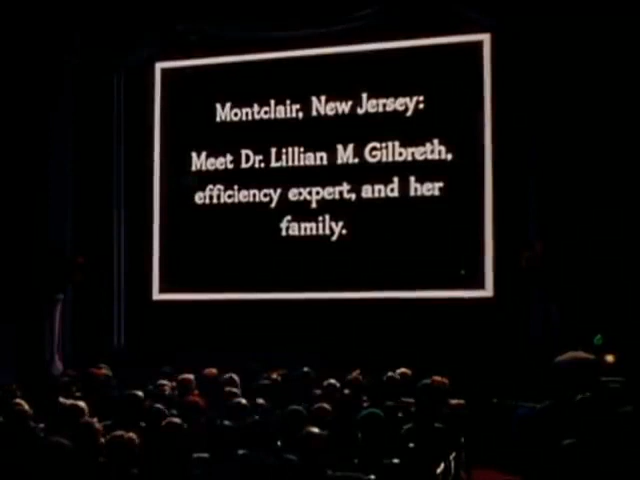 Montclair, New Jersey:
Meet Dr. Lillian M. Gilbreth,
efficiency expert, and her
family.